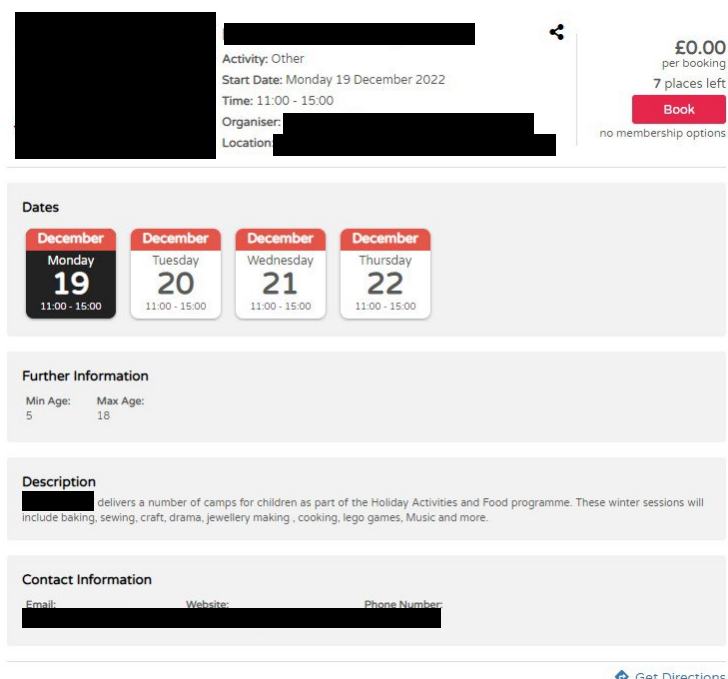 Activity: Other
Start Date: Monday 19 December 2022
Time: 11:00 - 15:00
Organiser:
Location:
£0.00
per booking
7 places left
Book
no membership options
Dates
December
Monday
19
11:00 - 15:00
December
Tuesday
20
11:00 - 15:00
December
Wednesday
21
11:00 - 15:00
December
Thursday
22
11:00 - 15:00
Further Information
Min Age: Max Age:
5 18
Description
delivers a number of camps for children as part of the Holiday Activities and Food programme. These winter sessions will
include baking, sewing, craft, drama, jewellery making , cooking, lego games, Music and more.
Contact Information
Email: Website: Phone Number:
Get Directions